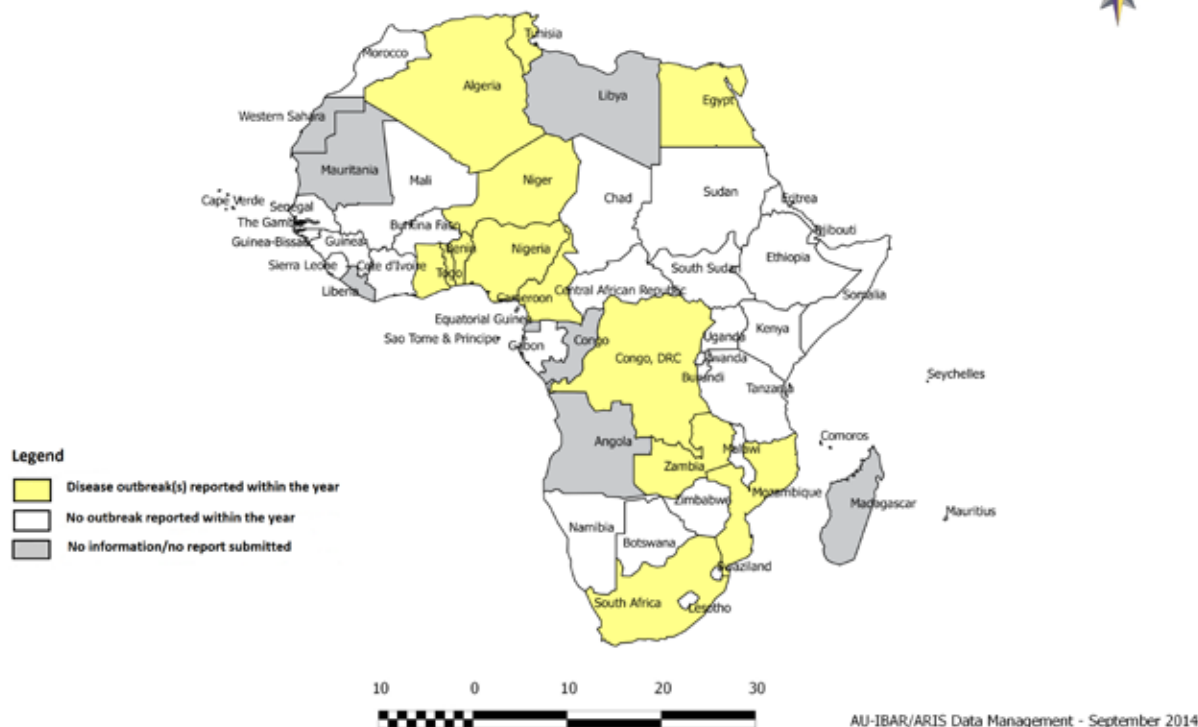 Tunisia
Morocco
Algeria
Libya
Egypt
Western Sahara
Mauritania
Mali
Niger
Chad
Sudan
Eritrea
Cape Verde
Senegal
The Gambi
Burkina Faso
Djibouti
Guinea-Bissau
Guinea
Benin
Nigeria
Ethiopia
Sierra Leone
Cote d'Ivoire
Togo
South Sudan
Liberia
Cameroon
Central African Republic
Somalia
Equatorial Guinea
Sao Tome & Principe
Gabon
Congo
Congo, DRC
Uganda
Kenya
Rwanda
Burundi
Tanzania
Seychelles
Comoros
Angola
Malawi
Zambia
Mozambique
Madagascar
Mauritius
Zimbabwe
Namibia
Botswana
Swaziland
South Africa
Lesotho
Legend
Disease outbreak(s) reported within the year
No outbreak reported within the year
No information/no report submitted
10 0 10 20 30
AU-IBAR/ARIS Data Management - September 2014